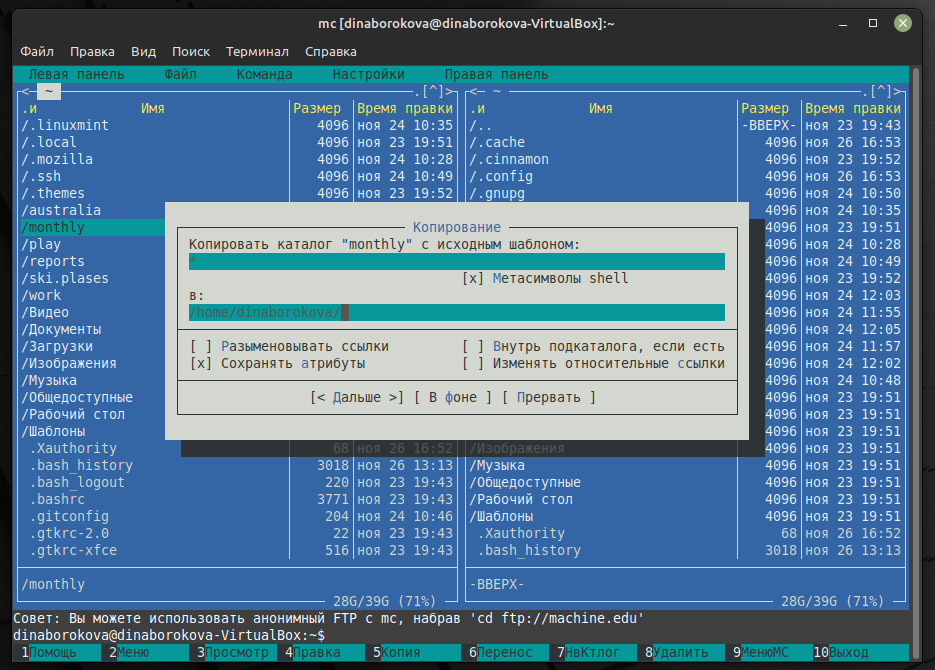 mc [dinaborokova@dinaborokova-VirtualBox]:~
Файл Правка Вид Поиск Терминал Справка
Левая панель Файл Команда Настройки Правая панель
<─ ~ .[^]> <─ ~ .[^]>
.и Имя Размер Время правки .и Имя Размер Время правки
/.linuxmint 4096 ноя 24 10:35 /.. -ВВЕРХ- ноя 23 19:43
/.local 4096 ноя 23 19:51 /.cache 4096 ноя 26 16:53
/.mozilla 4096 ноя 24 10:28 /.cinnamon 4096 ноя 23 19:52
/.ssh 4096 ноя 24 10:49 /.config 4096 ноя 26 16:53
/.themes 4096 ноя 23 19:52 /.gnupg 4096 ноя 24 10:50
/australia 4096 ноя 24 10:35
/monthly 4096 ноя 23 19:51
/play 4096 ноя 24 10:28
/reports 4096 ноя 24 10:49
/ski.plases 4096 ноя 23 19:52
/work 4096 ноя 24 12:03
/Видео 4096 ноя 24 11:55
/Документы 4096 ноя 24 12:05
/Загрузки 4096 ноя 24 11:57
/Изображения 4096 ноя 24 12:02
/Музыка 4096 ноя 24 10:48
/Общедоступные 4096 ноя 23 19:51
/Рабочий стол 4096 ноя 23 19:51
/Шаблоны 4096 ноя 23 19:51
Копирование
Копировать каталог "monthly" с исходным шаблоном:
*
[x] Метасимволы shell
в:
/home/dinaborokova/
[ ] Разыменовывать ссылки [ ] Внутрь подкаталога, если есть
[x] Сохранять атрибуты [ ] Изменять относительные ссылки
[< Дальше >] [ В фоне ] [ Прервать ]
.Xauthority 68 ноя 26 16:52 /Изображения 4096 ноя 23 19:51
.bash_history 3018 ноя 26 13:13 /Музыка 4096 ноя 23 19:51
.bash_logout 220 ноя 23 19:43 /Общедоступные 4096 ноя 23 19:51
.bashrc 3771 ноя 23 19:43 /Рабочий стол 4096 ноя 23 19:51
.gitconfig 204 ноя 24 10:46 /Шаблоны 4096 ноя 23 19:51
.gtkrc-2.0 22 ноя 23 19:43 .Xauthority 68 ноя 26 16:52
.gtkrc-xfce 516 ноя 23 19:43 .bash_history 3018 ноя 26 13:13
/monthly -ВВЕРХ-
28G/39G (71%) 28G/39G (71%)
Совет: Вы можете использовать анонимный FTP с mc, набрав 'cd ftp://machine.edu'
dinaborokova@dinaborokova-VirtualBox:~$
1Помощь 2Меню 3Просмотр 4Правка 5Копия 6Перенос 7НвКтлог 8Удалить 9МенюMC 10Выход